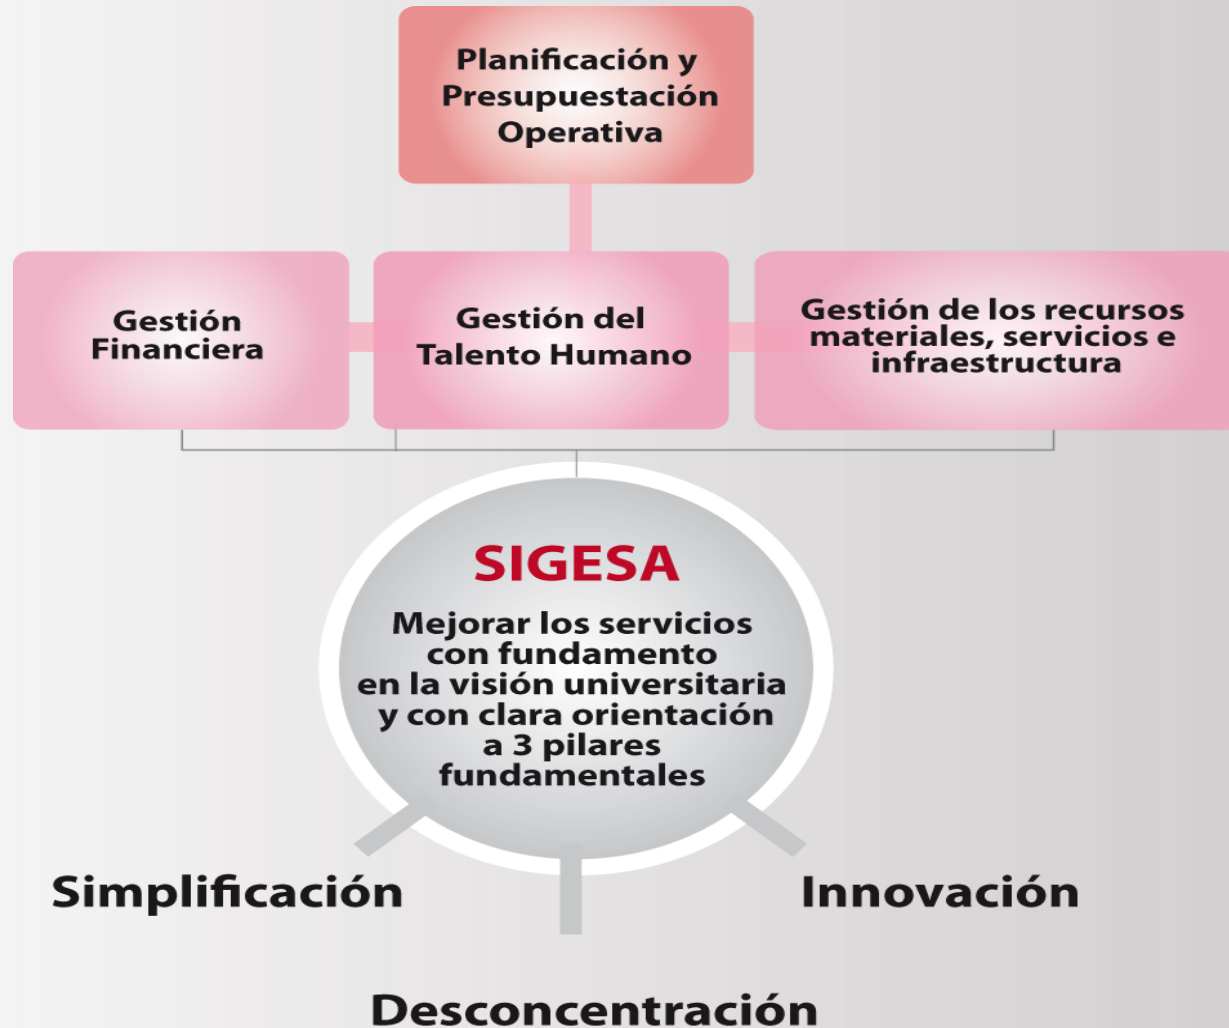 Planificación y
Presupuestación
Operativa
Gestión
Financiera
Gestión del
Talento Humano
Gestión de los recursos
materiales, servicios e
infraestructura
SIGESA
Mejorar los servicios
con fundamento
en la visión universitaria
y con clara orientación
a 3 pilares
fundamentales
Simplificación
Innovación
Desconcentración